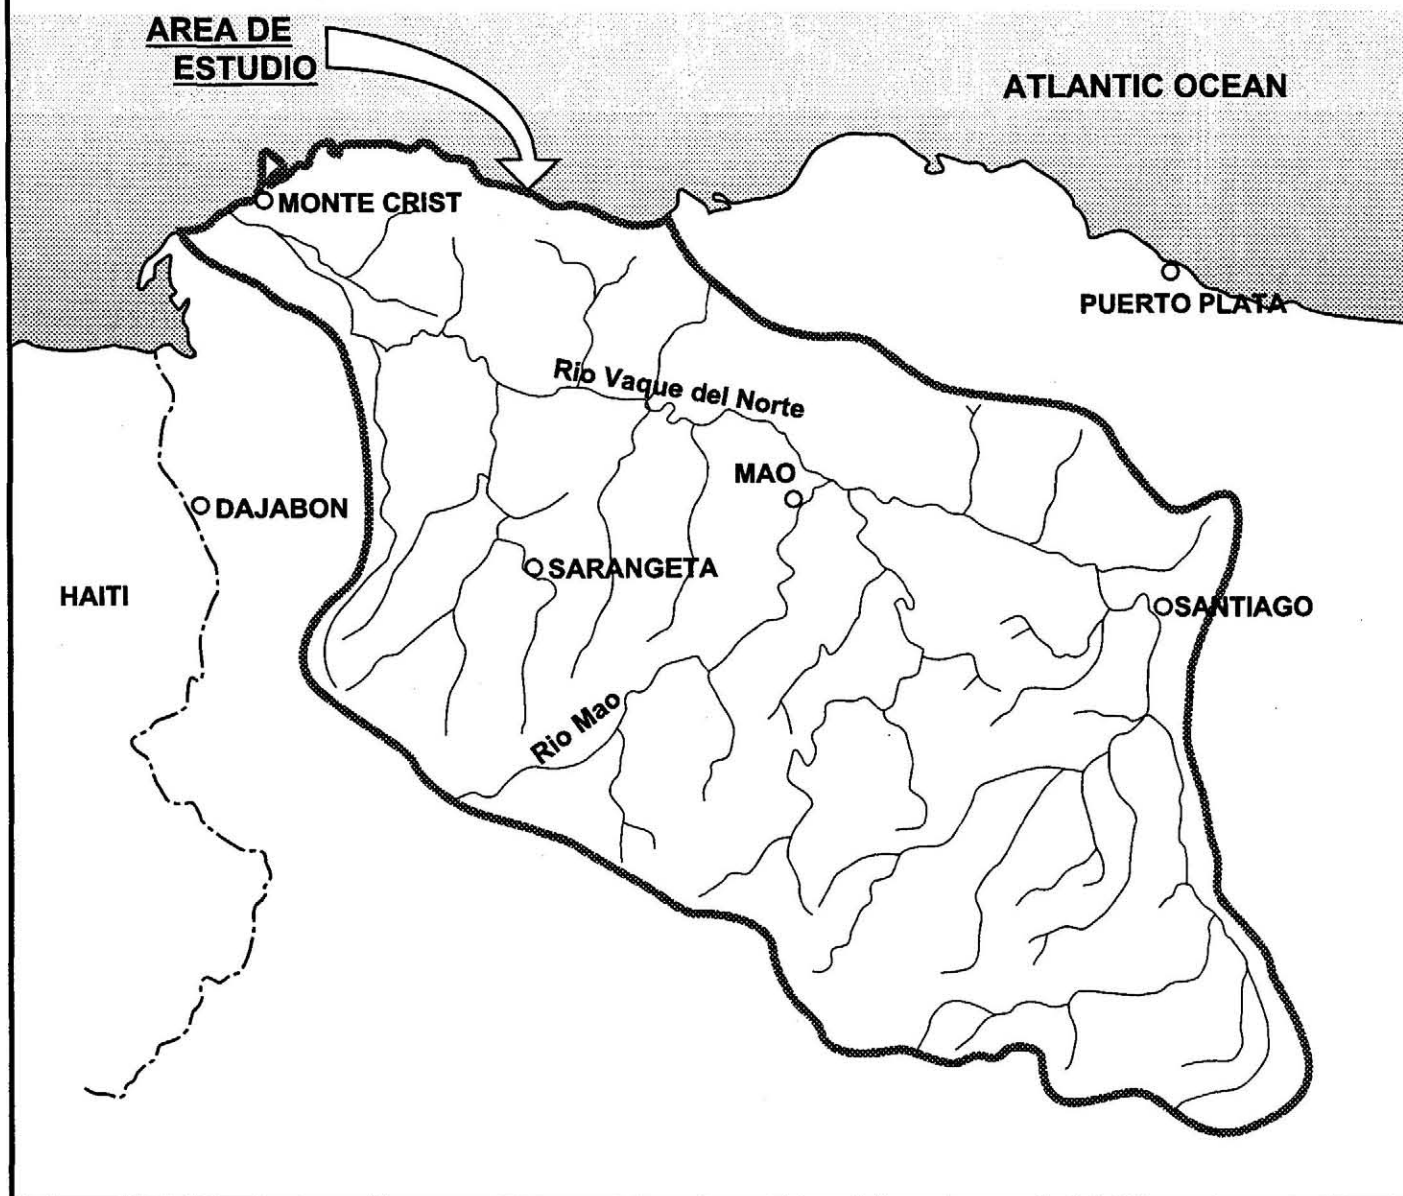 AREA DE
ESTUDIO
ATLANTIC OCEAN
MONTE CRIST
PUERTO PLATA
Rio Vaque del Norte
MAO
DAJABON
SARANGETA
HAITI
SANTIAGO
Rio Mao